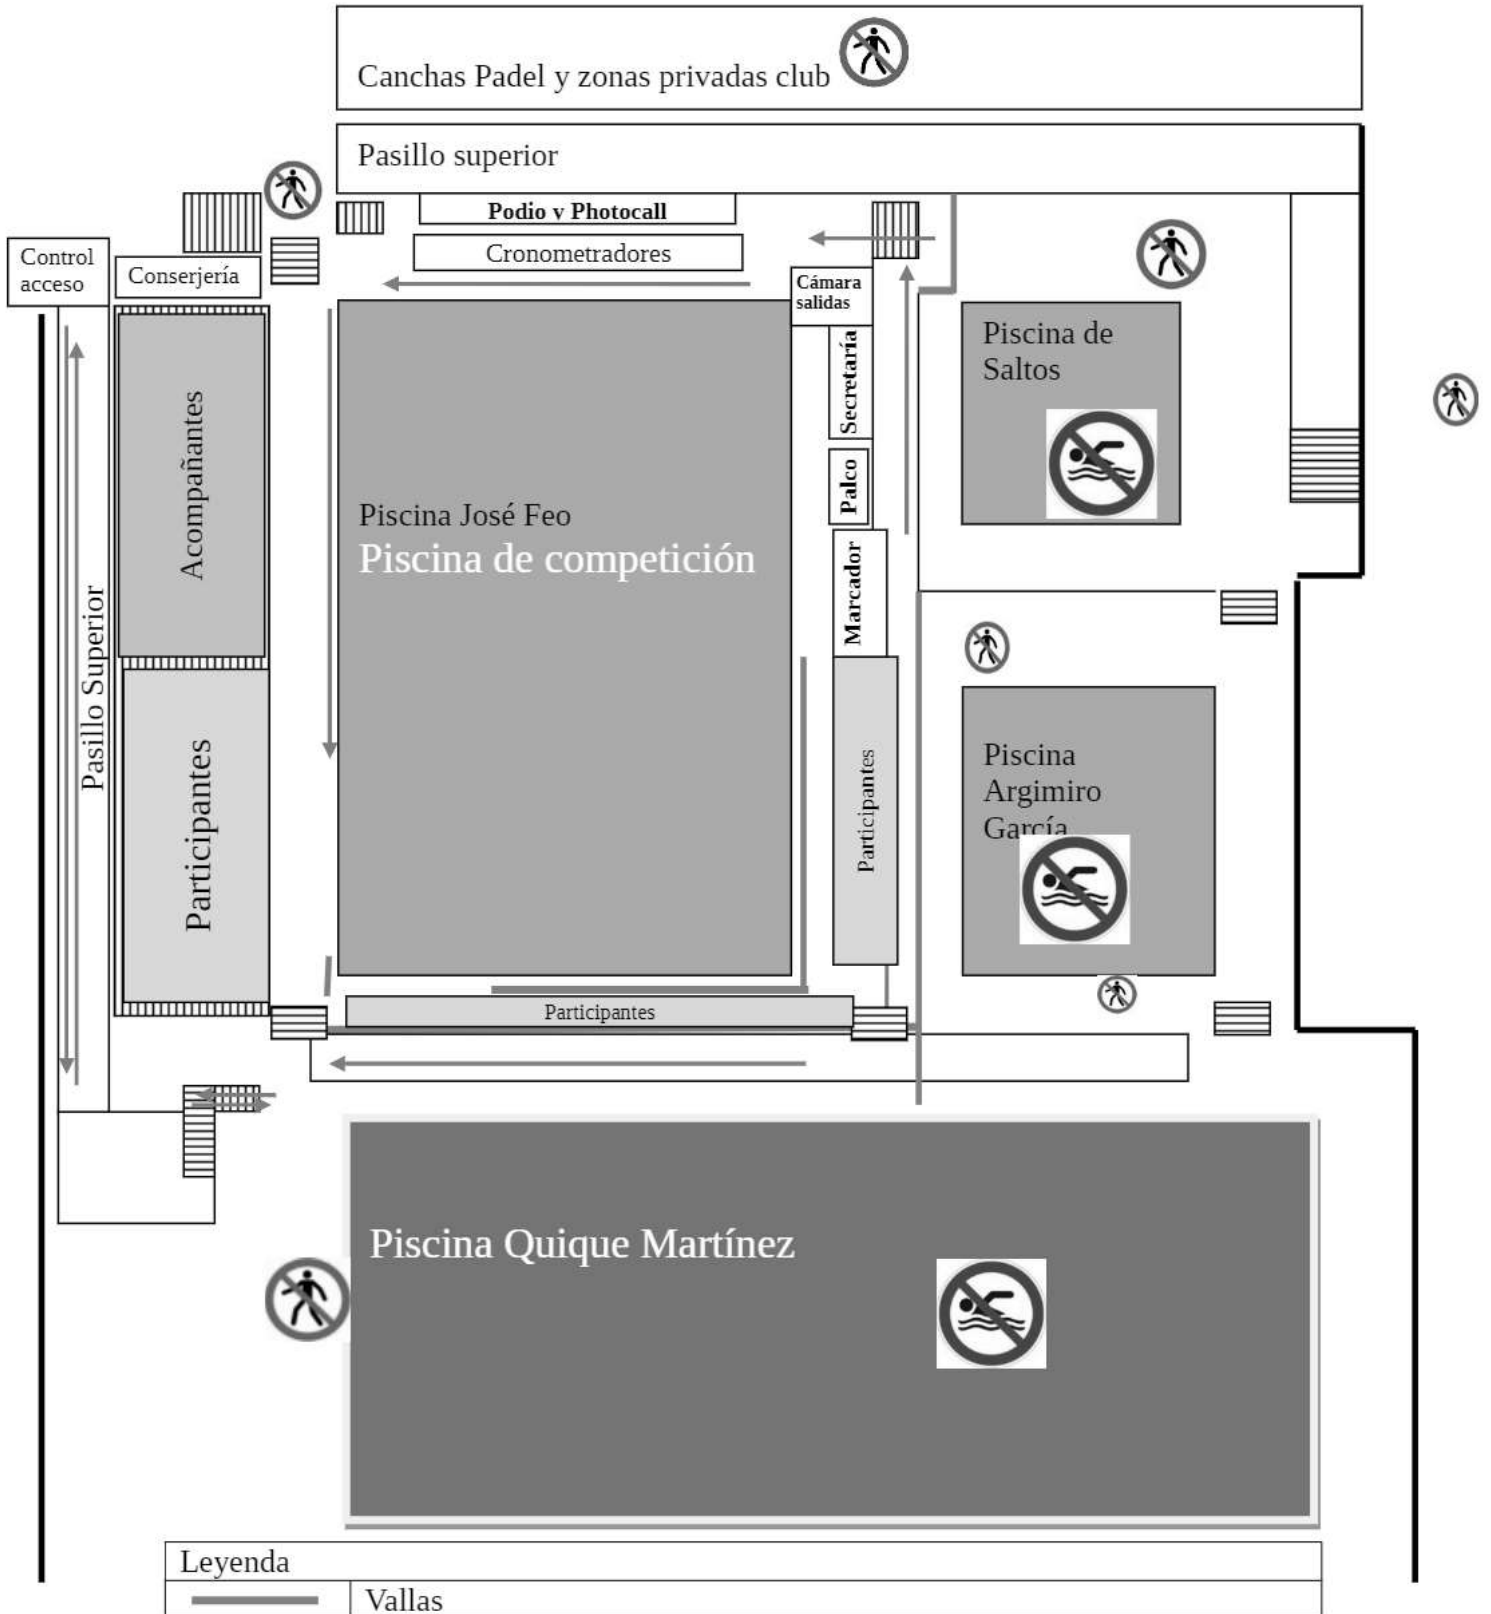 Canchas Padel y zonas privadas club
Pasillo superior
Podio y Photocall
Cronometradores
Control
acceso
Conserjería
Cámara
salidas
Secretaría
Palco
Marcador
Piscina de
Saltos
Acompañantes
Piscina José Feo
Piscina de competición
Pasillo Superior
Participantes
Participantes
Piscina
Argimiro
García
Participantes
Piscina Quique Martínez
Leyenda
Vallas